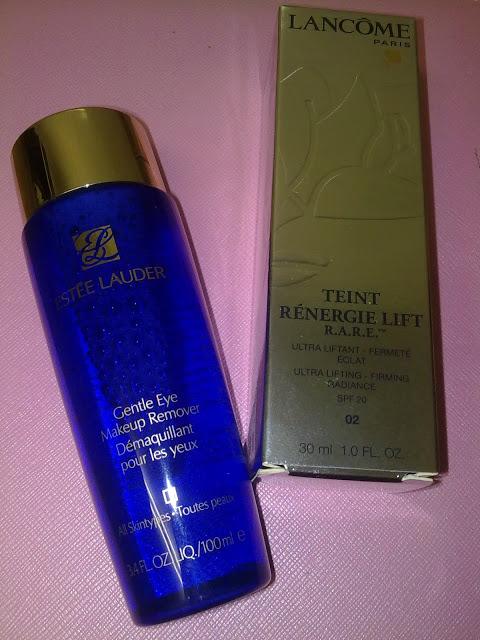 ESTĒE LAUDER
Gentle Eye
Makeup Remover
Démaquillant
pour les yeux
All Skintypes • Toutes peaux
3.4 FL.OZ.LIQ./100ml e
LANCÔME
PARIS
TEINT
RÉNERGIE LIFT
R.A.R.E.™
ULTRA LIFTANT - FERMETÉ
ÉCLAT
ULTRA LIFTING - FIRMING
RADIANCE
SPF 20
02
30 ml 1.0 FL. OZ.